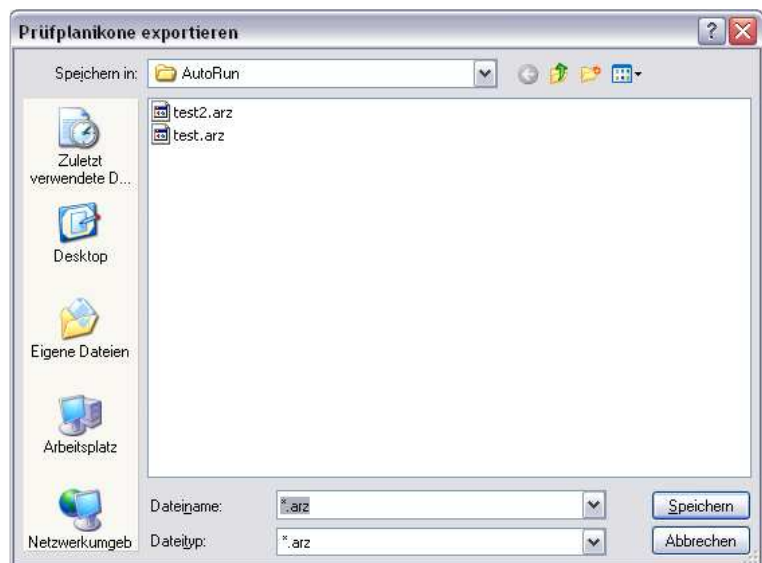 Prüfplanikone exportieren
Speichern in:
AutoRun
test2.arz
test.arz
Zuletzt
verwendete D...
Desktop
Eigene Dateien
Arbeitsplatz
Netzwerkumgeb
Dateiname:
*.arz
Speichern
Dateityp:
*.arz
Abbrechen